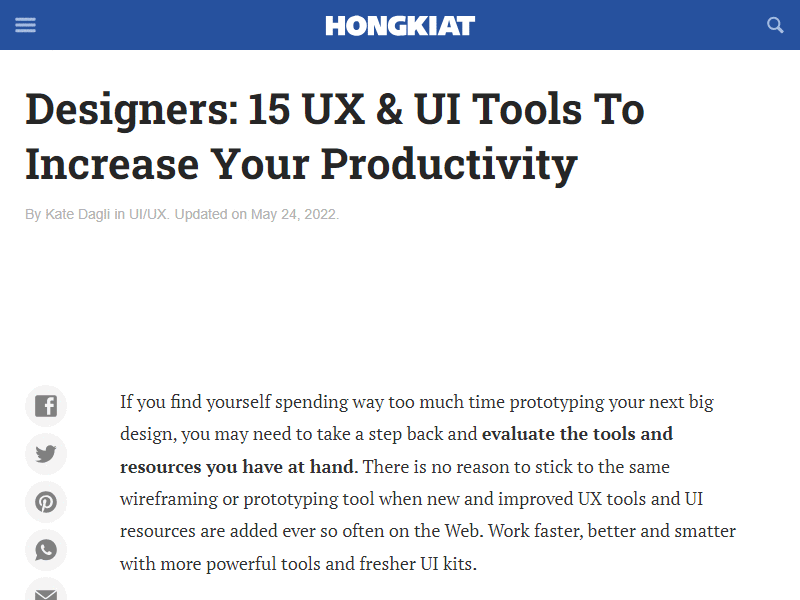 HONGKIAT
Designers: 15 UX & UI Tools To
Increase Your Productivity
By Kate Dagli in UI/UX. Updated on May 24, 2022.
If you find yourself spending way too much time prototyping your next big
design, you may need to take a step back and evaluate the tools and
resources you have at hand. There is no reason to stick to the same
wireframing or prototyping tool when new and improved UX tools and UI
resources are added ever so often on the Web. Work faster, better and smatter
with more powerful tools and fresher UI kits.